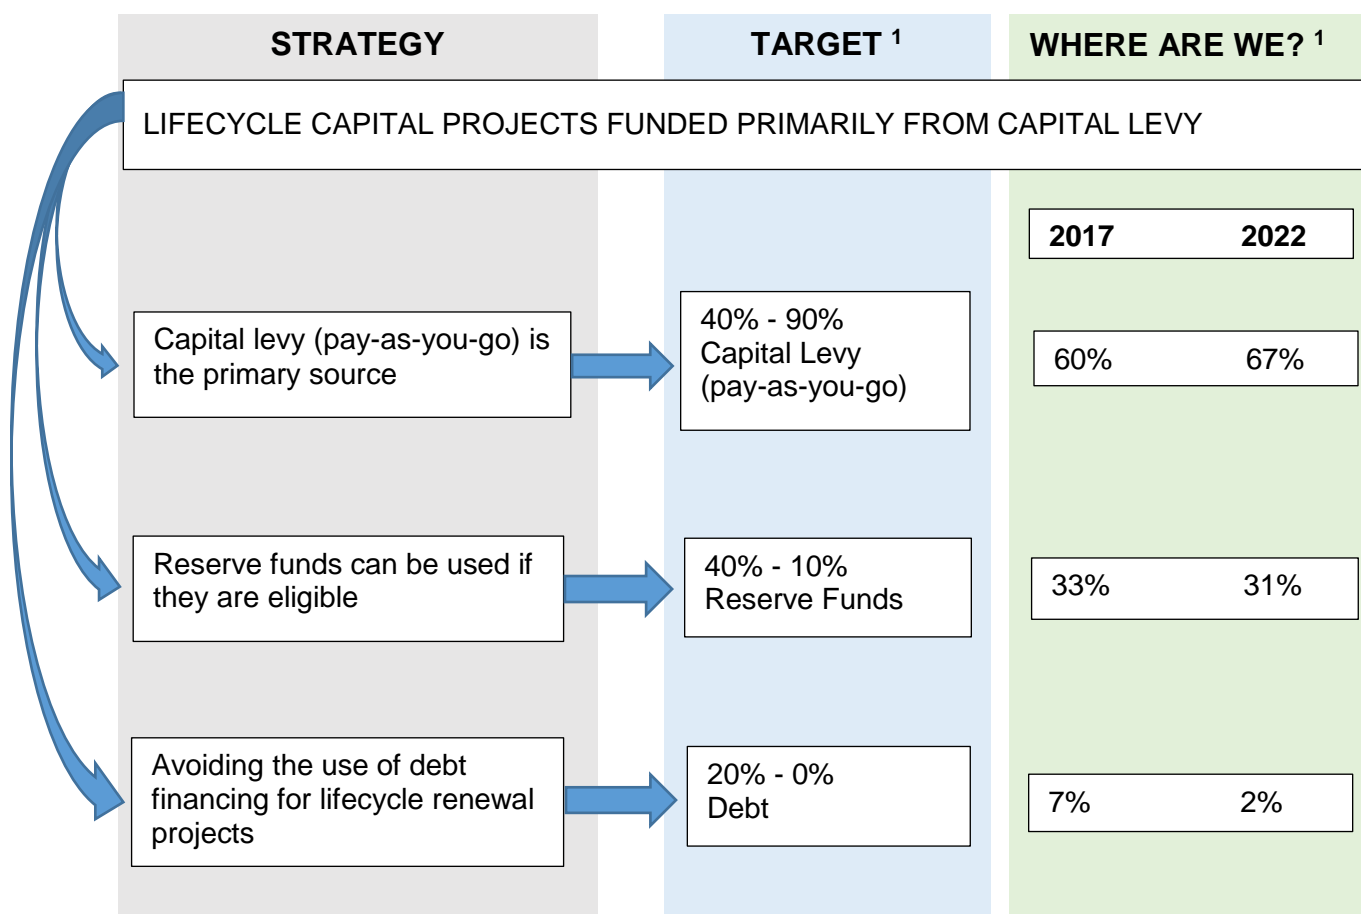 STRATEGY
TARGET 1
WHERE ARE WE? 1
LIFECYCLE CAPITAL PROJECTS FUNDED PRIMARILY FROM CAPITAL LEVY
2017 2022
Capital levy (pay-as-you-go) is
the primary source
40% - 90%
Capital Levy
(pay-as-you-go)
60% 67%
Reserve funds can be used if
they are eligible
40% - 10%
Reserve Funds
33% 31%
Avoiding the use of debt
financing for lifecycle renewal
projects
20% - 0%
Debt
7% 2%